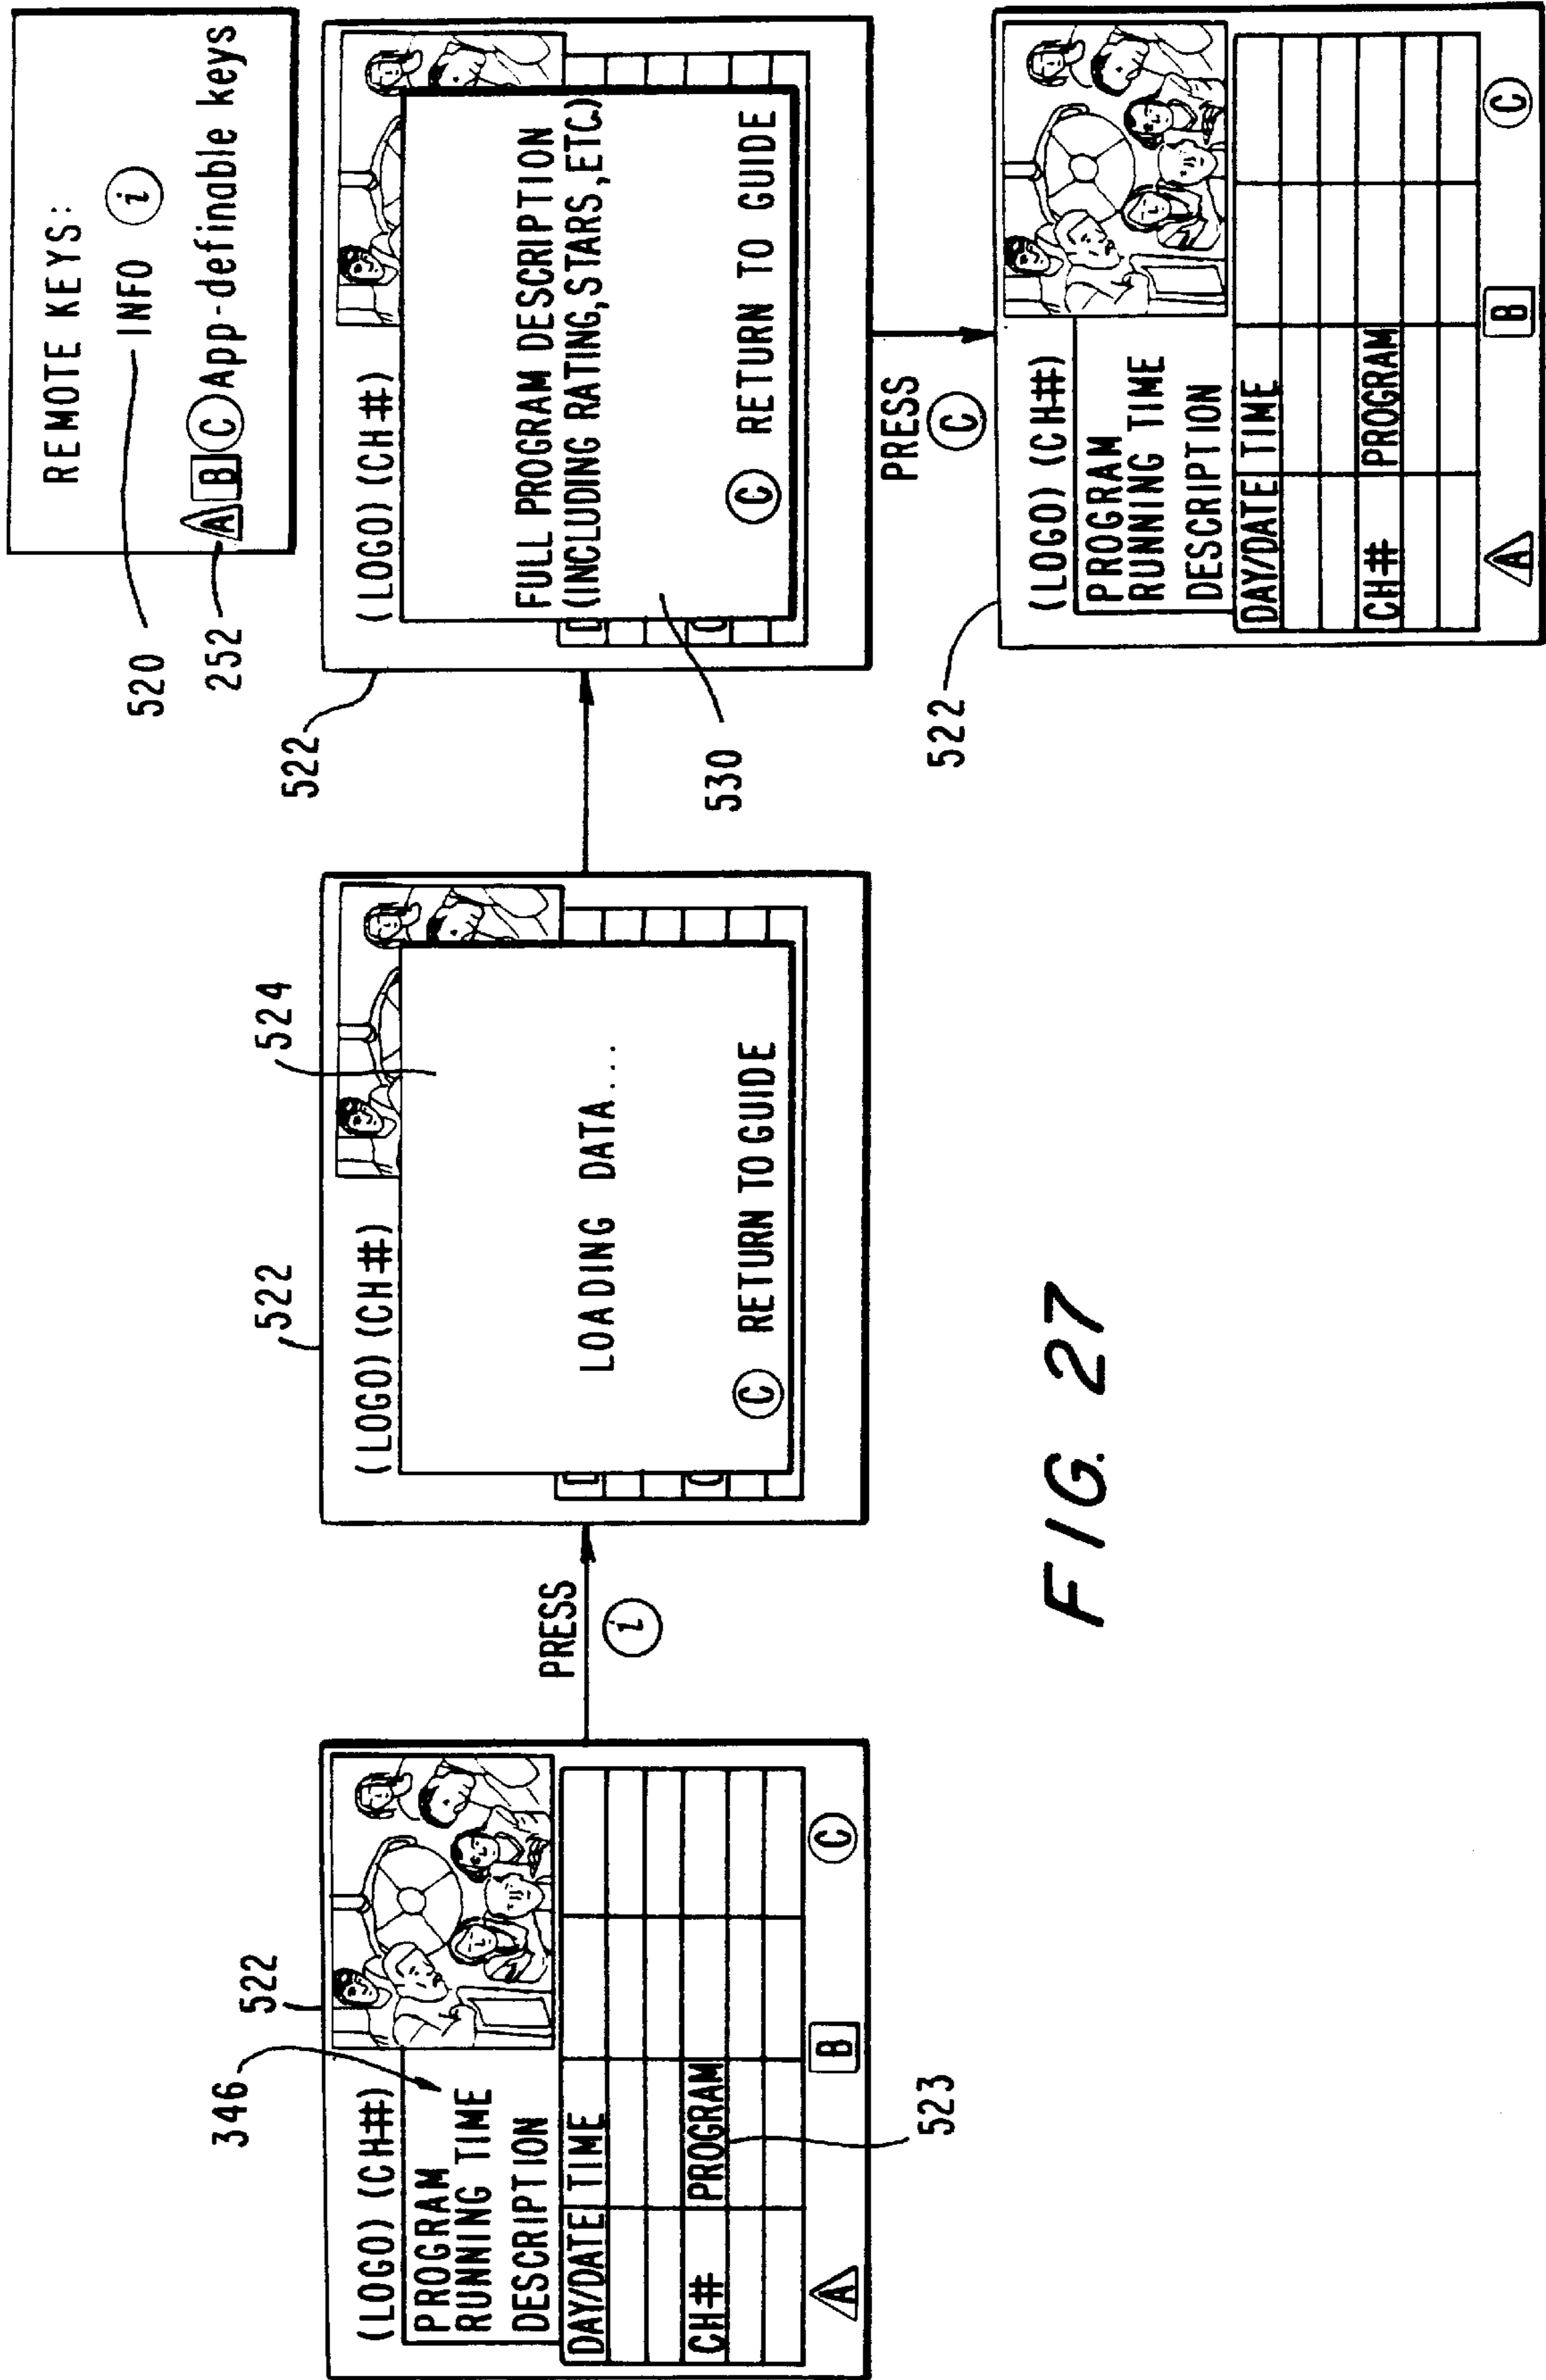 REMOTE KEYS:
520
INFO i
252
A B C App-definable keys
346
522
(LOGO) (CH#)
PROGRAM
RUNNING TIME
DESCRIPTION
DAY/DATE TIME
CH# PROGRAM
A B C
523
PRESS
i
522
524
(LOGO) (CH#)
LOADING DATA...
C RETURN TO GUIDE
522
(LOGO) (CH#)
FULL PROGRAM DESCRIPTION
(INCLUDING RATING,STARS,ETC.)
C RETURN TO GUIDE
530
PRESS
C
522
(LOGO) (CH#)
PROGRAM
RUNNING TIME
DESCRIPTION
DAY/DATE TIME
CH# PROGRAM
A B C
FIG. 27